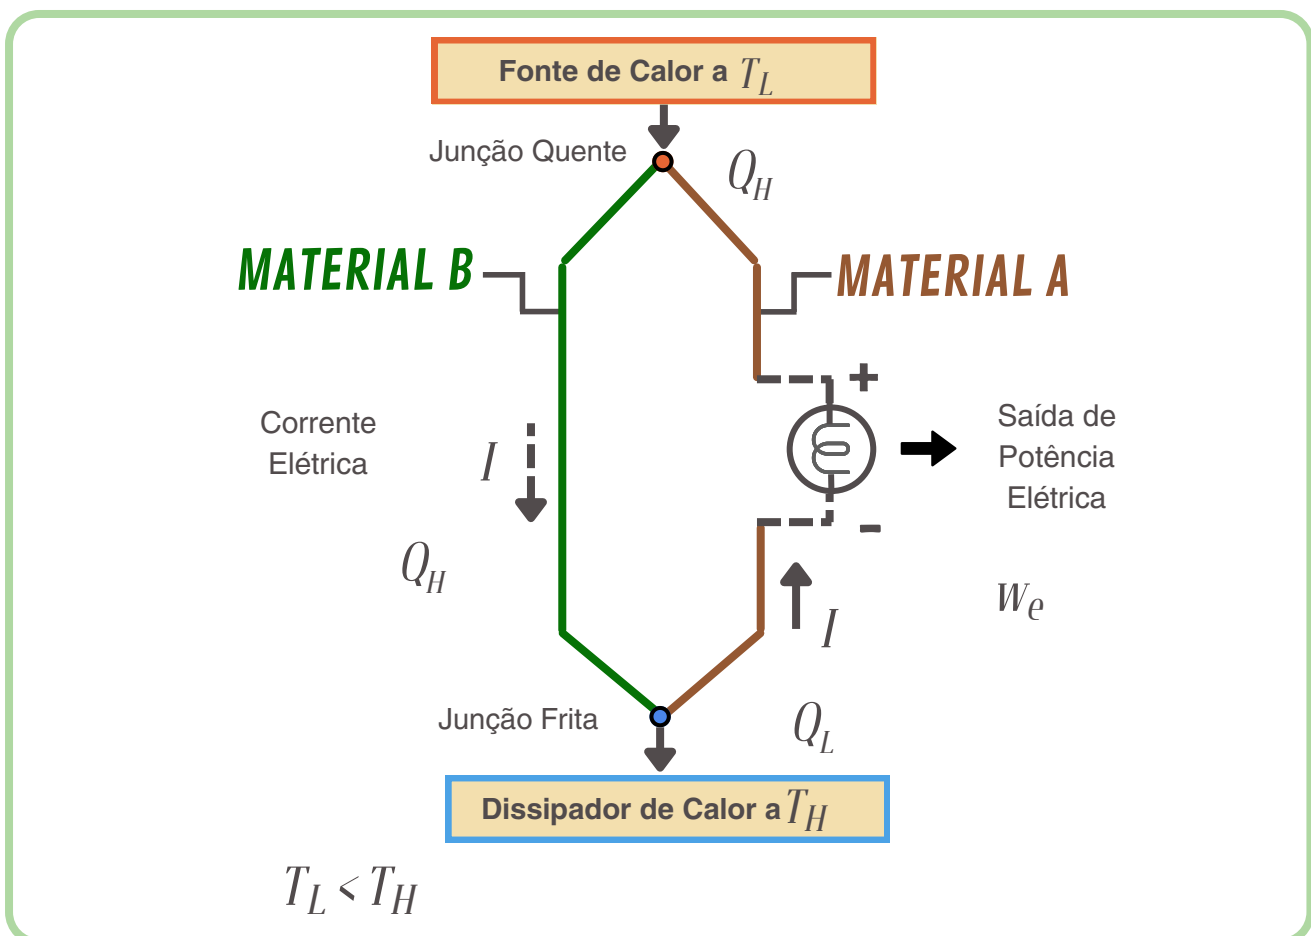 Fonte de Calor a T_L
Junção Quente
Q_H
MATERIAL B
MATERIAL A
+
Corrente
Elétrica
I
Saída de
Potência
Elétrica
-
Q_H
W_e
I
Junção Frita
Q_L
Dissipador de Calor a T_H
T_L < T_H